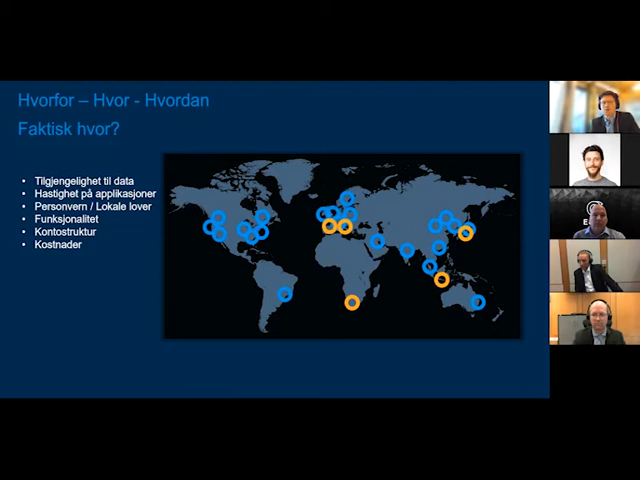 Hvorfor – Hvor - Hvordan
Faktisk hvor?
• Tilgjengelighet til data
• Hastighet på applikasjoner
• Personvern / Lokale lover
• Funksjonalitet
• Kontostruktur
• Kostnader